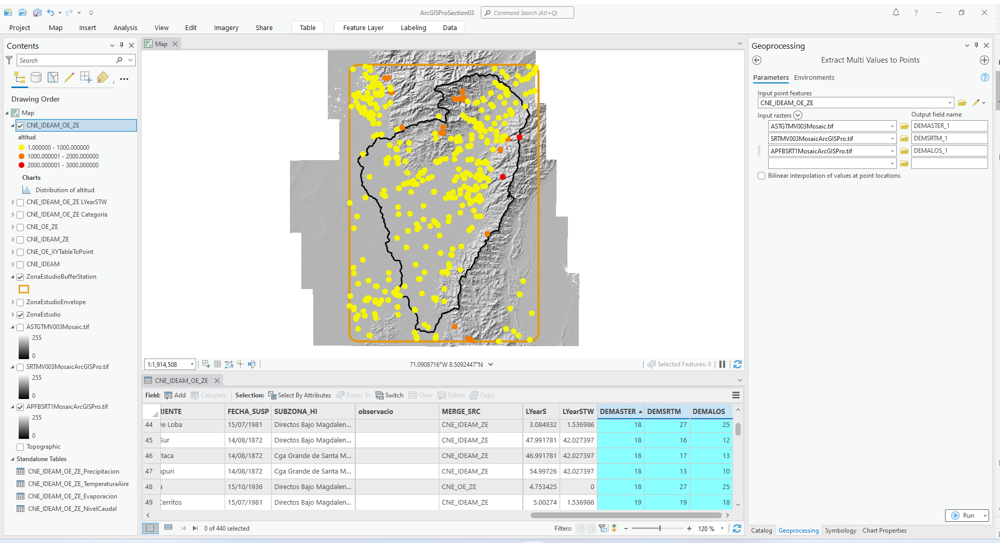 ArcGISProSection03
Command Search (Alt+Q)
Project Map Insert Analysis View Edit Imagery Share Table Feature Layer Labeling Data
Contents
Search
Drawing Order
Map
CNE_IDEAM_OE_ZE
altitud
1.000000 - 1000.000000
1000.000001 - 2000.000000
2000.000001 - 3000.000000
Charts
Distribution of altitud
CNE_IDEAM_OE_ZE LYearSTW
CNE_IDEAM_OE_ZE Categoria
CNE_OE_ZE
CNE_IDEAM_ZE
CNE_OE_XYTableToPoint
CNE_IDEAM
ZonaEstudioBufferStation
ZonaEstudioEnvelope
ZonaEstudio
ASTGTMV003Mosaic.tif
255
0
SRTMV003MosaicArcGISPro.tif
255
0
APFBSRT1MosaicArcGISPro.tif
255
0
Topographic
Standalone Tables
CNE_IDEAM_OE_ZE_Precipitacion
CNE_IDEAM_OE_ZE_TemperaturaAire
CNE_IDEAM_OE_ZE_Evaporacion
CNE_IDEAM_OE_ZE_NivelCaudal
Map
1:1,914,508
71.0908716°W 8.5092447°N
Selected Features: 0
CNE_IDEAM_OE_ZE
Field: Add Calculate Selection: Select By Attributes Zoom To Switch Clear Delete Copy
RIENTE FECHA_SUSP SUBZONA_HI observacio MERGE_SRC LYearS LYearSTW DEMASTER DEMSRTM DEMALOS
44 De Loba 15/07/1981 Directos Bajo Magdalen... CNE_IDEAM_ZE 3.084932 1.536986 18 27 25
45 Sur 14/08/1872 Directos Bajo Magdalen... CNE_IDEAM_ZE 47.991781 42.027397 18 16 12
46 taca 14/08/1872 Cga Grande de Santa M... CNE_IDEAM_ZE 46.991781 42.027397 18 17 13
47 apuri 14/08/1872 Cga Grande de Santa M... CNE_IDEAM_ZE 54.99726 42.027397 18 13 10
48 a 15/10/1936 Directos Bajo Magdalen... CNE_OE_ZE 4.753425 0 18 27 25
49 Cerritos 15/07/1981 Directos Bajo Magdalen... CNE_IDEAM_ZE 5.00274 1.536986 19 19 18
0 of 440 selected
Filters:
120 %
Geoprocessing
Extract Multi Values to Points
Parameters Environments
Input point features
CNE_IDEAM_OE_ZE
Input rasters Output field name
ASTGTMV003Mosaic.tif DEMASTER_1
SRTMV003MosaicArcGISPro.tif DEMSRTM_1
APFBSRT1MosaicArcGISPro.tif DEMALOS_1
Bilinear interpolation of values at point locations
Run
Catalog Geoprocessing Symbology Chart Properties